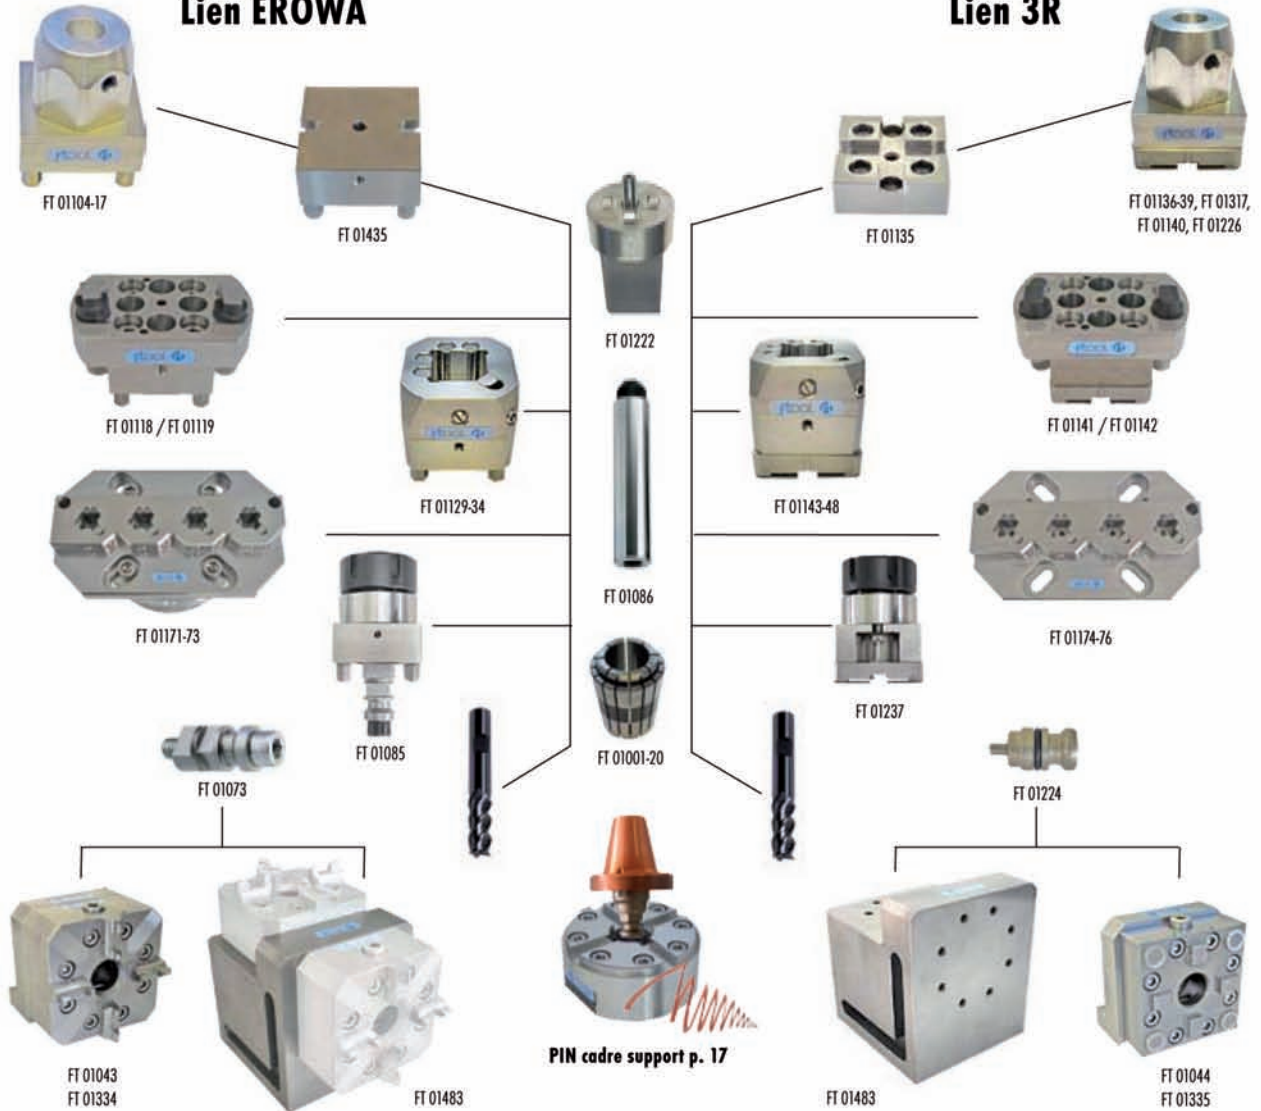 Lien EROWA
Lien 3R
FT 01104-17
FT 01435
FT 01135
FT 01136-39, FT 01317,
FT 01140, FT 01226
FT 01222
FT 01118 / FT 01119
FT 01141 / FT 01142
FT 01129-34
FT 01143-48
FT 01086
FT 01171-73
FT 01174-76
FT 01085
FT 01237
FT 01001-20
FT 01073
FT 01224
PIN cadre support p. 17
FT 01043
FT 01334
FT 01483
FT 01483
FT 01044
FT 01335